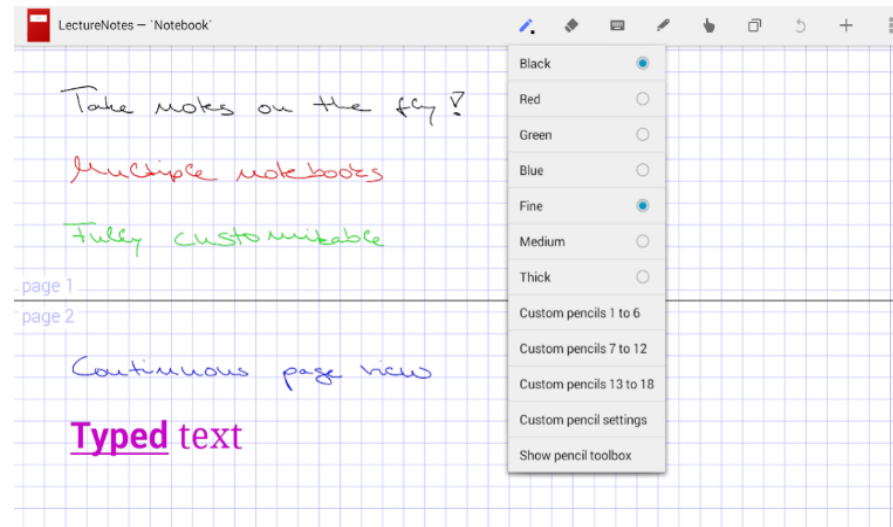 LectureNotes — `Notebook´
Take notes on the fly!
Multiple notebooks
Fully customizable
page 1
page 2
Continuous page view
Typed text
Black
Red
Green
Blue
Fine
Medium
Thick
Custom pencils 1 to 6
Custom pencils 7 to 12
Custom pencils 13 to 18
Custom pencil settings
Show pencil toolbox